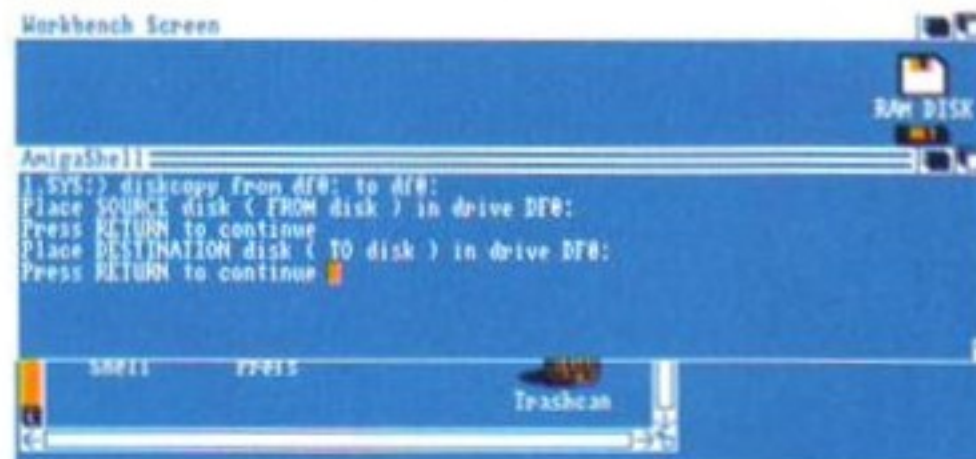 Workbench Screen
RAM DISK
AmigaShell
1.SYS:> diskcopy from df0: to df0:
Place SOURCE disk ( FROM disk ) in drive DF0:
Press RETURN to continue
Place DESTINATION disk ( TO disk ) in drive DF0:
Press RETURN to continue
Shell Prefs
Trashcan